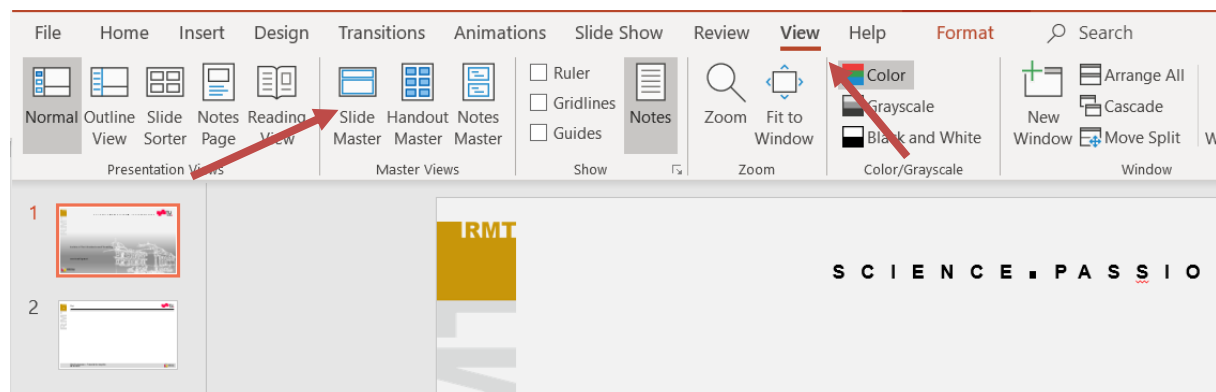 File Home Insert Design Transitions Animations Slide Show Review View Help Format Search
Normal
Outline View
Slide Sorter
Notes Page
Reading View
Slide Master
Handout Master
Notes Master
Ruler
Gridlines
Guides
Notes
Zoom
Fit to Window
Color
Grayscale
Black and White
New Window
Arrange All
Cascade
Move Split
W
Presentation Views Master Views Show Zoom Color/Grayscale Window
1
2
IRMT
SCIENCE ▪ PASSIO